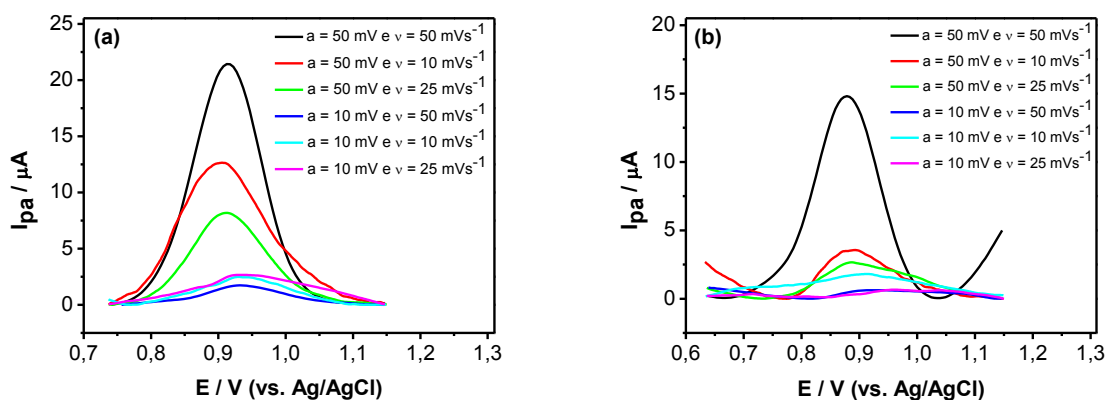 (a)
a = 50 mV e ν = 50 mVs⁻¹
a = 50 mV e ν = 10 mVs⁻¹
a = 50 mV e ν = 25 mVs⁻¹
a = 10 mV e ν = 50 mVs⁻¹
a = 10 mV e ν = 10 mVs⁻¹
a = 10 mV e ν = 25 mVs⁻¹
25
20
15
10
5
0
Ipa / μA
0,7 0,8 0,9 1,0 1,1 1,2 1,3
E / V (vs. Ag/AgCl)
(b)
a = 50 mV e ν = 50 mVs⁻¹
a = 50 mV e ν = 10 mVs⁻¹
a = 50 mV e ν = 25 mVs⁻¹
a = 10 mV e ν = 50 mVs⁻¹
a = 10 mV e ν = 10 mVs⁻¹
a = 10 mV e ν = 25 mVs⁻¹
20
15
10
5
0
Ipa / μA
0,6 0,7 0,8 0,9 1,0 1,1 1,2 1,3
E / V (vs. Ag/AgCl)